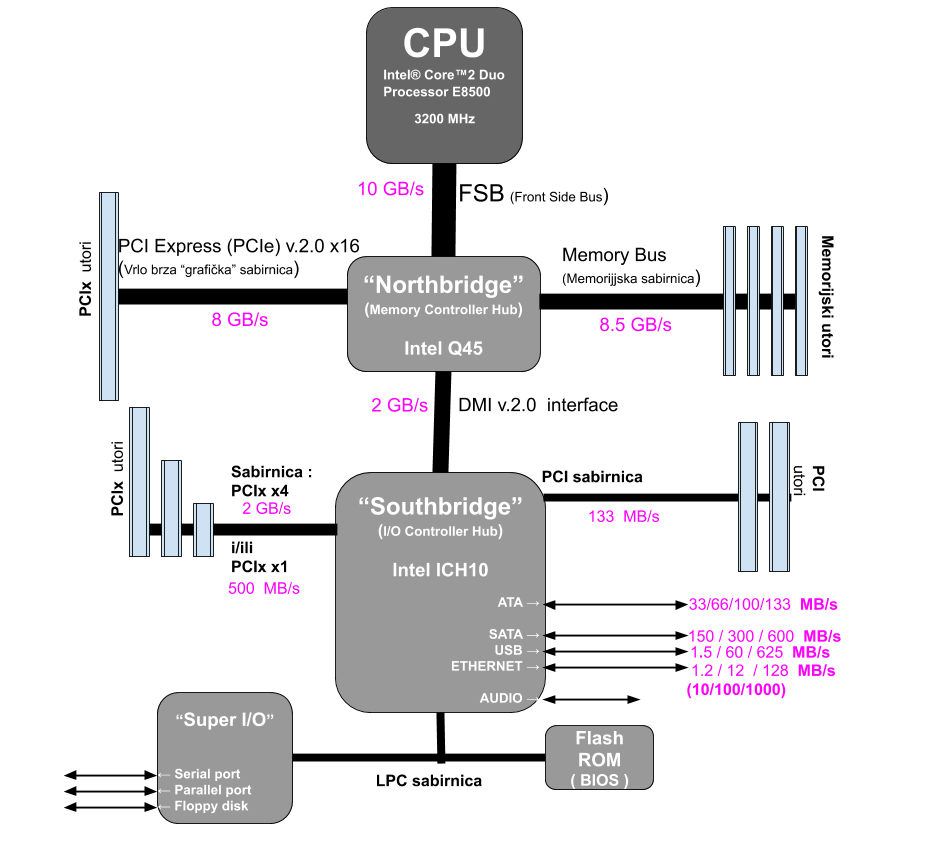 CPU
Intel® Core™2 Duo
Processor E8500
3200 MHz
10 GB/s
FSB (Front Side Bus)
PCIx utori
PCI Express (PCIe) v.2.0 x16
(Vrlo brza “grafička” sabirnica)
8 GB/s
“Northbridge”
(Memory Controller Hub)
Intel Q45
Memory Bus
(Memorijjska sabirnica)
8.5 GB/s
Memorijski utori
2 GB/s
DMI v.2.0 interface
PCIx utori
Sabirnica :
PCIx x4
2 GB/s
i/ili
PCIx x1
500 MB/s
“Southbridge”
(I/O Controller Hub)
Intel ICH10
PCI sabirnica
133 MB/s
PCI
utori
ATA → 33/66/100/133 MB/s
SATA → 150 / 300 / 600 MB/s
USB → 1.5 / 60 / 625 MB/s
ETHERNET → 1.2 / 12 / 128 MB/s
(10/100/1000)
AUDIO →
“Super I/O”
← Serial port
← Parallel port
← Floppy disk
LPC sabirnica
Flash
ROM
( BIOS )